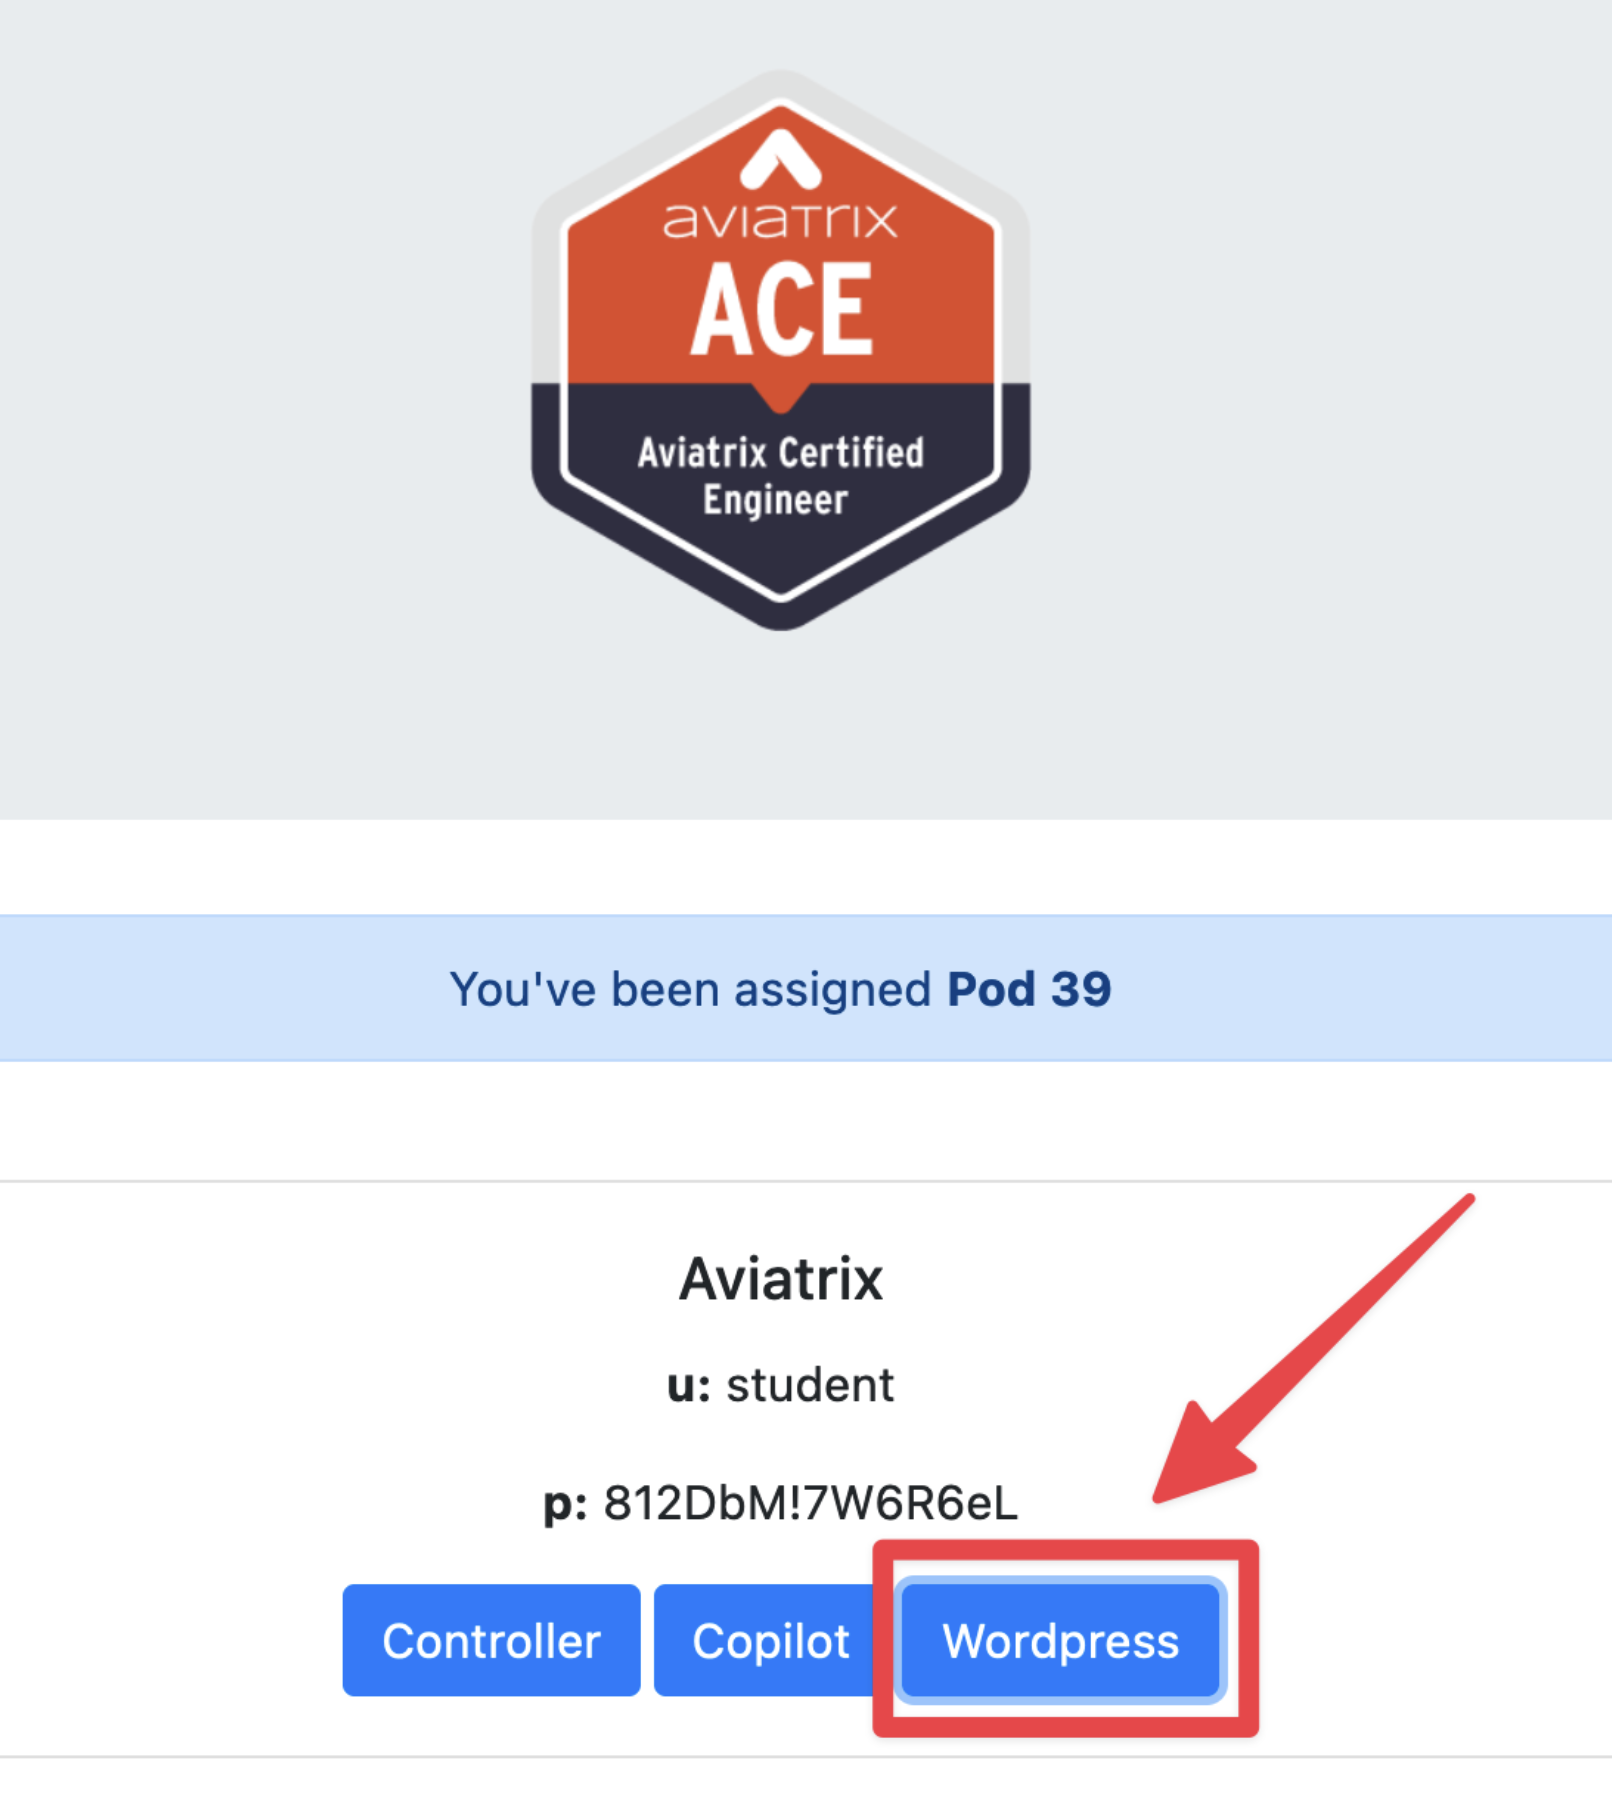 aviatrix
ACE
Aviatrix Certified
Engineer
You've been assigned Pod 39
Aviatrix
u: student
p: 812DbM!7W6R6eL
Controller Copilot Wordpress